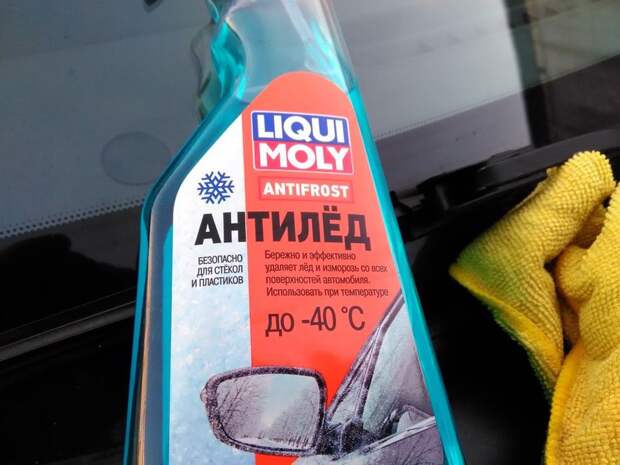 LIQUI
MOLY
ANTIFROST
АНТИЛЁД
БЕЗОПАСНО
ДЛЯ СТЁКОЛ
И ПЛАСТИКОВ
Бережно и эффективно
удаляет лёд и изморозь со всех
поверхностей автомобиля.
Использовать при температуре
до -40 °C